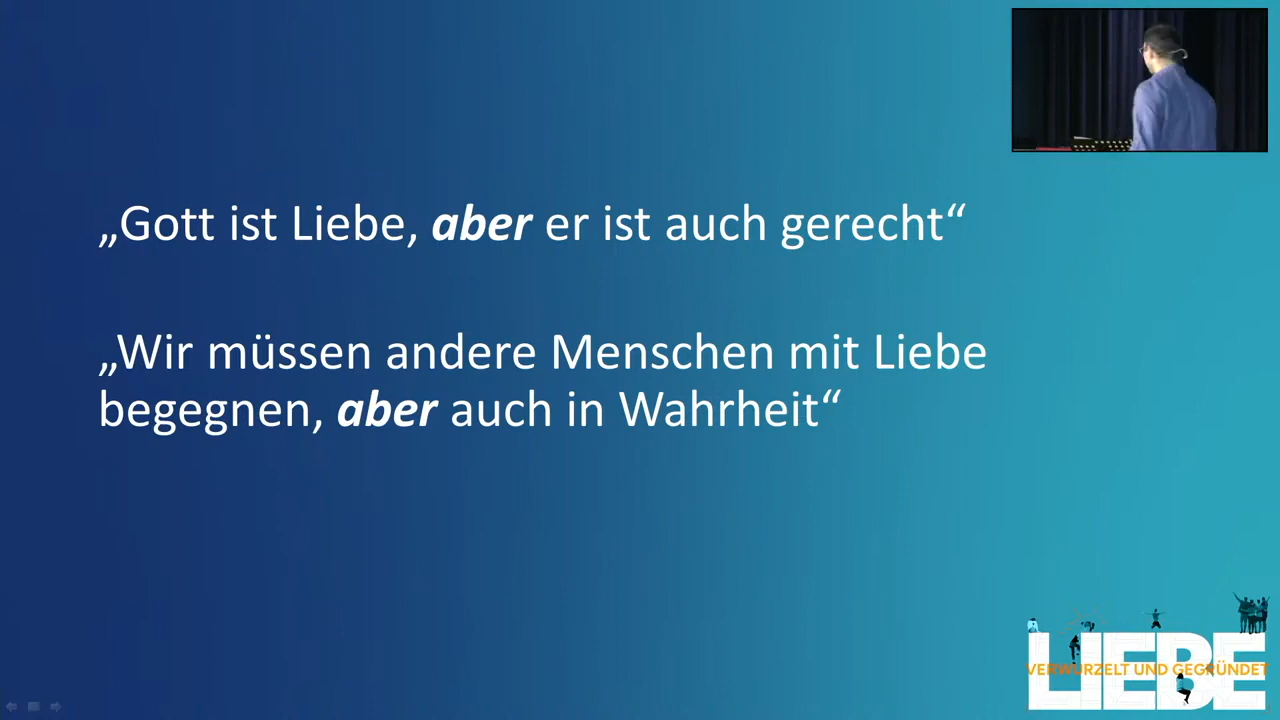 „Gott ist Liebe, aber er ist auch gerecht“
„Wir müssen andere Menschen mit Liebe
begegnen, aber auch in Wahrheit“
LIEBE
VERWURZELT UND GEGRÜNDET